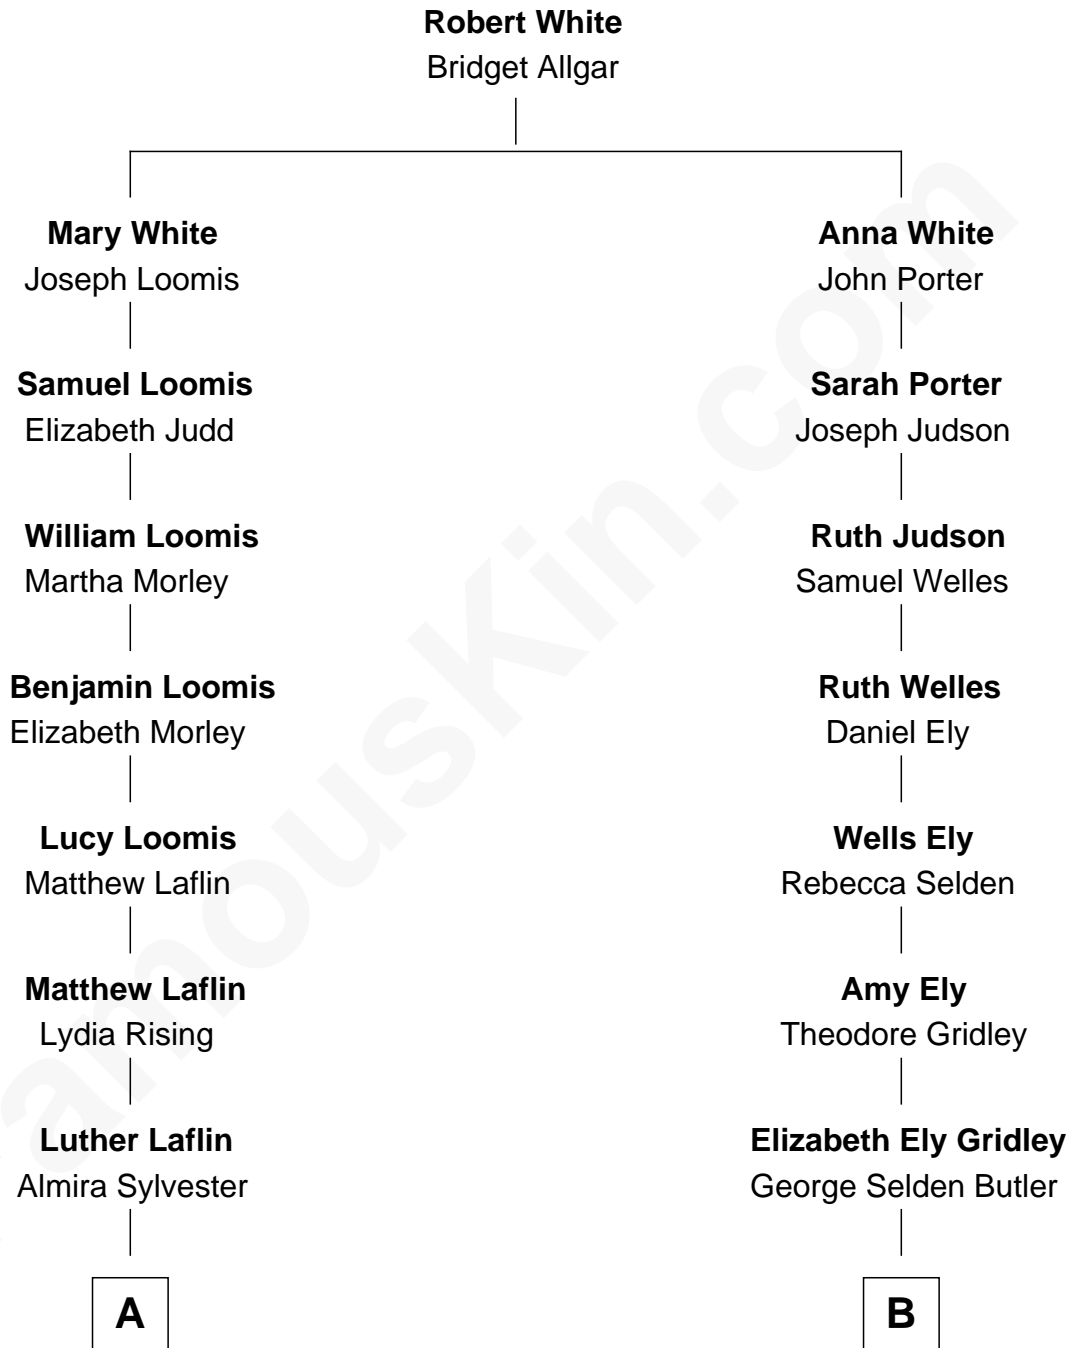 Robert White
Bridget Allgar
Mary White
Joseph Loomis
Samuel Loomis
Elizabeth Judd
William Loomis
Martha Morley
Benjamin Loomis
Elizabeth Morley
Lucy Loomis
Matthew Laflin
Matthew Laflin
Lydia Rising
Luther Laflin
Almira Sylvester
A
Anna White
John Porter
Sarah Porter
Joseph Judson
Ruth Judson
Samuel Welles
Ruth Welles
Daniel Ely
Wells Ely
Rebecca Selden
Amy Ely
Theodore Gridley
Elizabeth Ely Gridley
George Selden Butler
B
amouskin.com